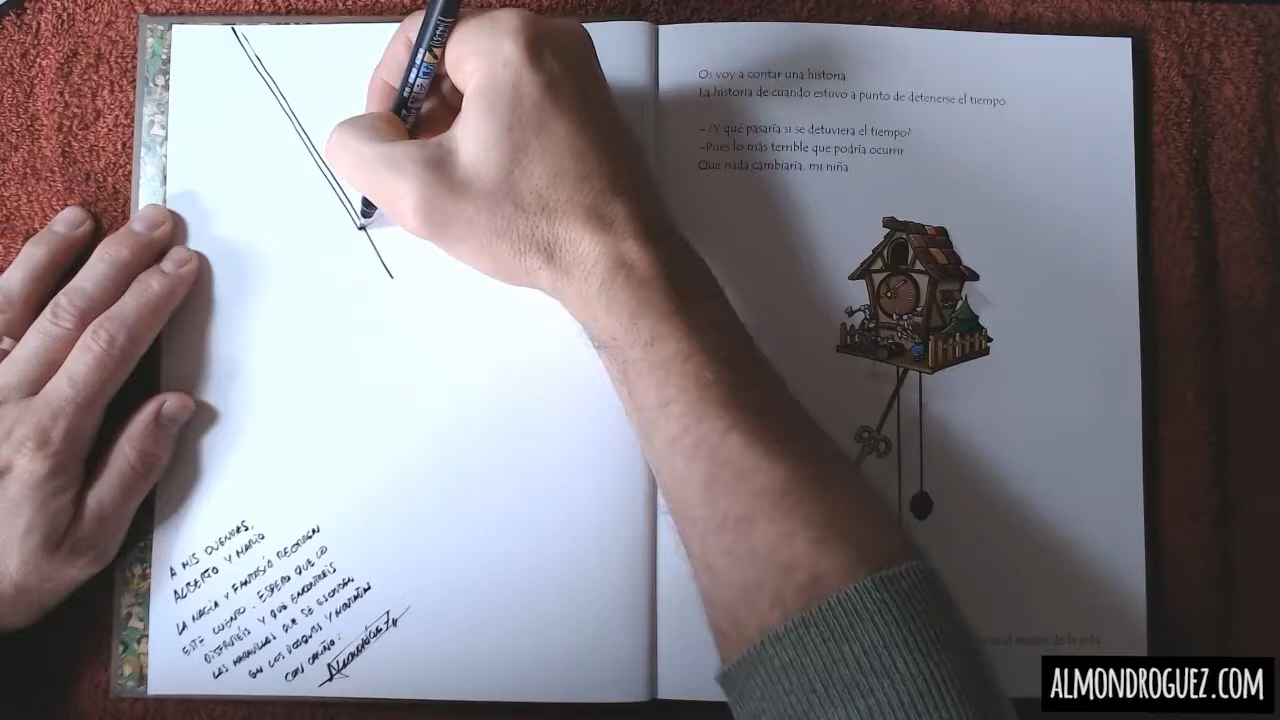 Os voy a contar una historia
La historia de cuando estuvo a punto de detenerse el tiempo
- ¿Y qué pasaría si se detuviera el tiempo?
-Pues lo más terrible que podría ocurrir
Que nada cambiaría, mi niña
A MIS DUENDES,
ALBERTO Y MARIO
LA MAGIA Y FANTASÍA RECORREN
ESTE CUENTO. ESPERO QUE LO
DISFRUTÉIS Y QUE ENCONTRÉIS
LAS MARAVILLAS QUE SE ESCONDEN
EN LOS BOSQUES Y MONTAÑAS
CON CARIÑO:
ALMONDRÓGUEZ
ALMONDROGUEZ.COM